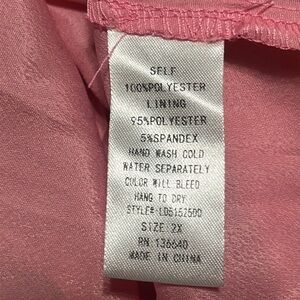 SELF
100%POLYESTER
LINING
95%POLYESTER
5%SPANDEX
HAND WASH COLD
WATER SEPARATELY
COLOR WILL BLEED
HANG TO DRY
STYLE#
SIZE: 2X
RN 136640
MADE IN CHINA